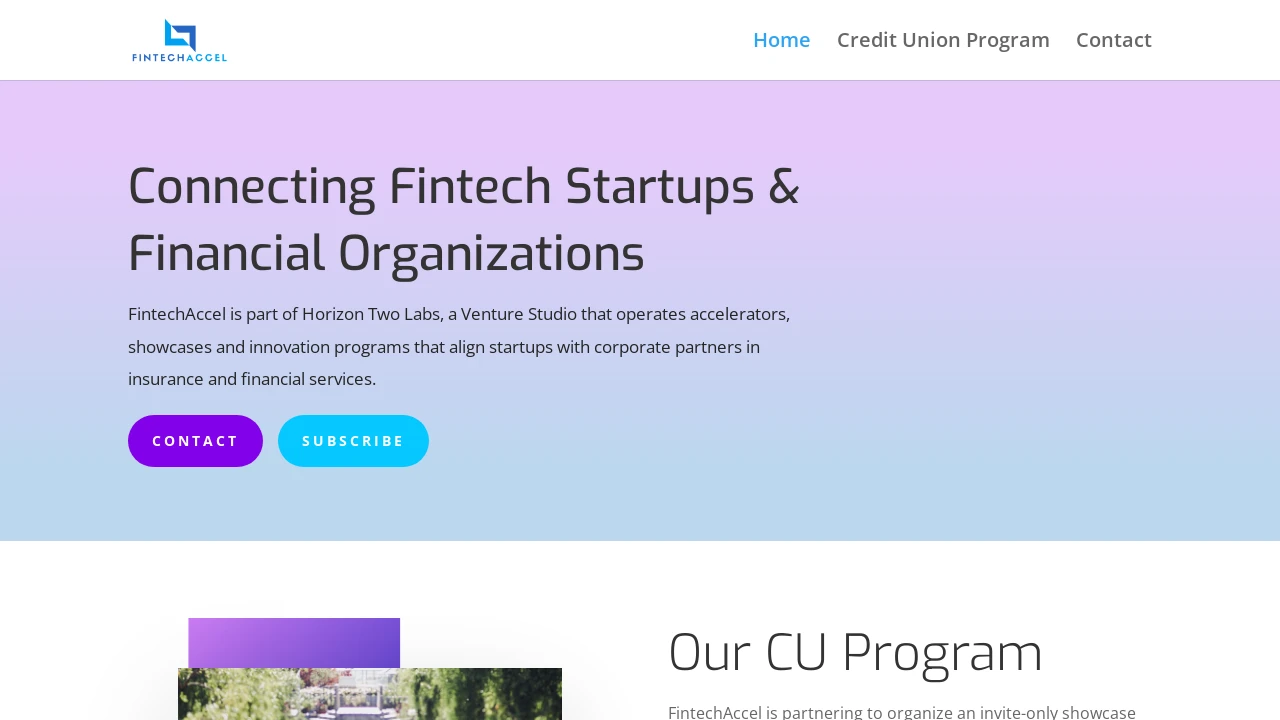 FINTECHACCEL
Home Credit Union Program Contact
Connecting Fintech Startups &
Financial Organizations
FintechAccel is part of Horizon Two Labs, a Venture Studio that operates accelerators,
showcases and innovation programs that align startups with corporate partners in
insurance and financial services.
CONTACT SUBSCRIBE
Our CU Program
FintechAccel is partnering to organize an invite-only showcase